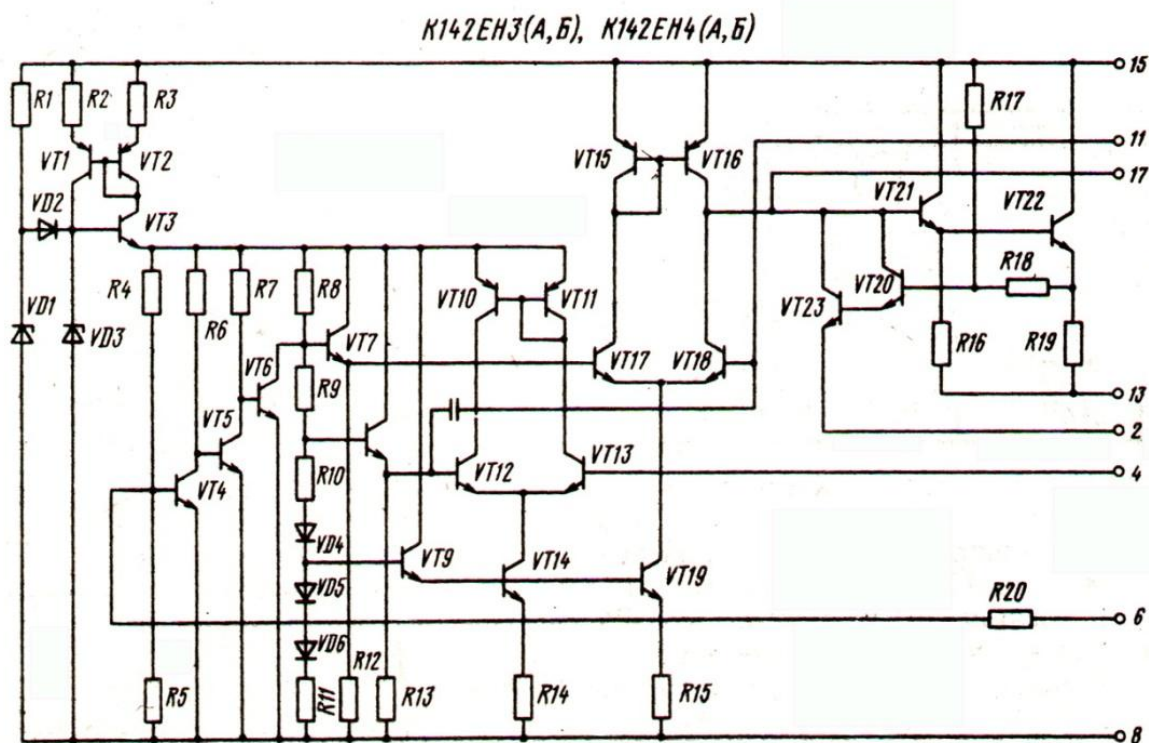 К142ЕН3(А,Б), К142ЕН4(А,Б)
15
R1
R2
R3
R17
11
VT1
VT2
VT15
VT16
17
VD2
VT3
VT21
VT22
R4
R7
R8
VT10
VT11
VT20
R18
VD1
VD3
R6
VT6
VT7
VT23
VT17
VT18
R16
R19
R9
13
VT5
2
VT4
R10
VT12
VT13
4
VD4
VT9
VT14
VT19
VD5
R20
6
VD6
R12
R5
R11
R13
R14
R15
8